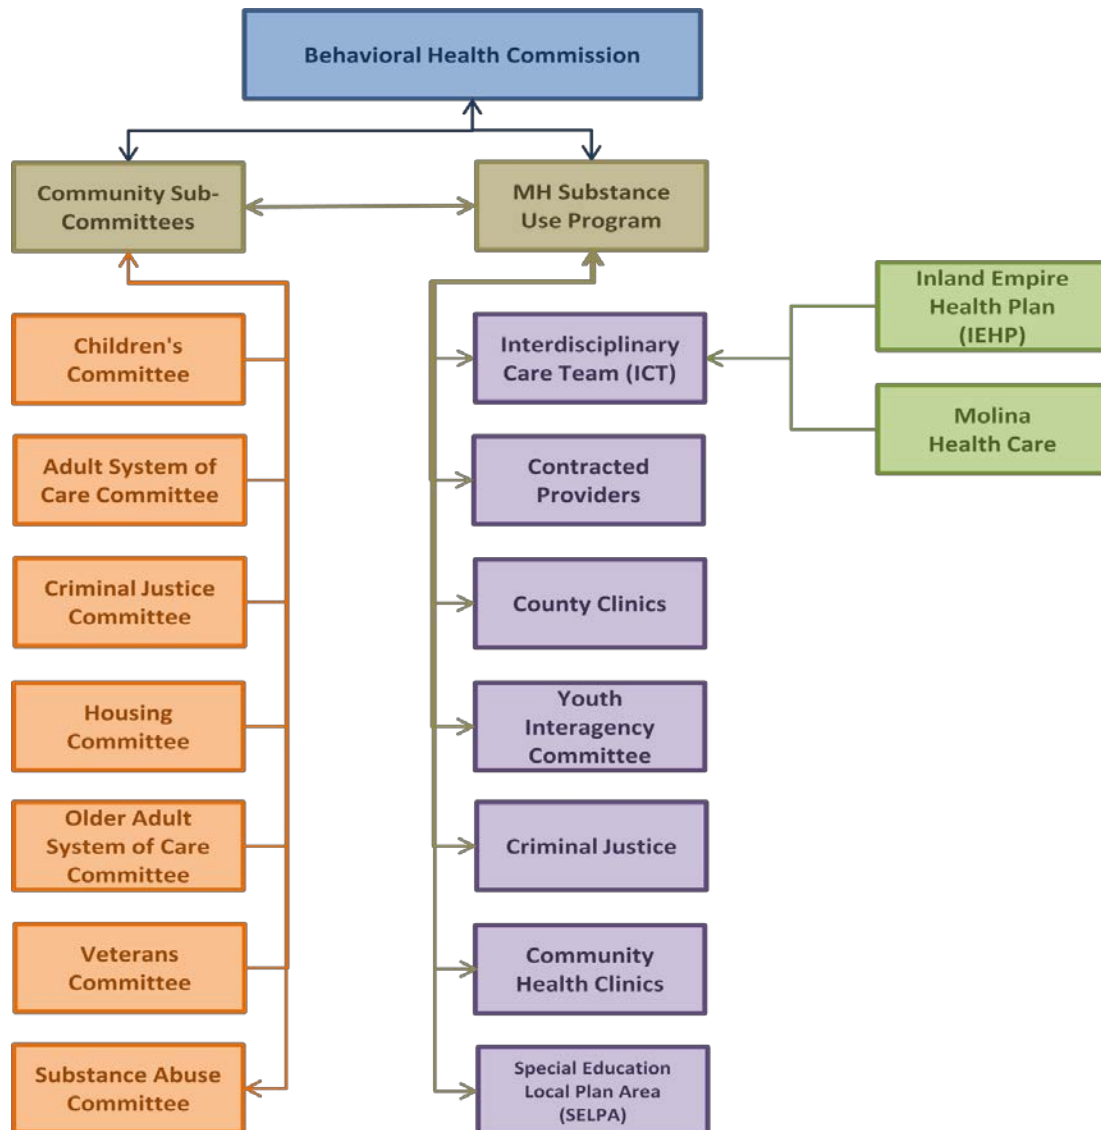 Behavioral Health Commission
Community Sub-
Committees
MH Substance
Use Program
Children's
Committee
Adult System of
Care Committee
Criminal Justice
Committee
Housing
Committee
Older Adult
System of Care
Committee
Veterans
Committee
Substance Abuse
Committee
Interdisciplinary
Care Team (ICT)
Contracted
Providers
County Clinics
Youth
Interagency
Committee
Criminal Justice
Community
Health Clinics
Special Education
Local Plan Area
(SELPA)
Inland Empire
Health Plan
(IEHP)
Molina
Health Care